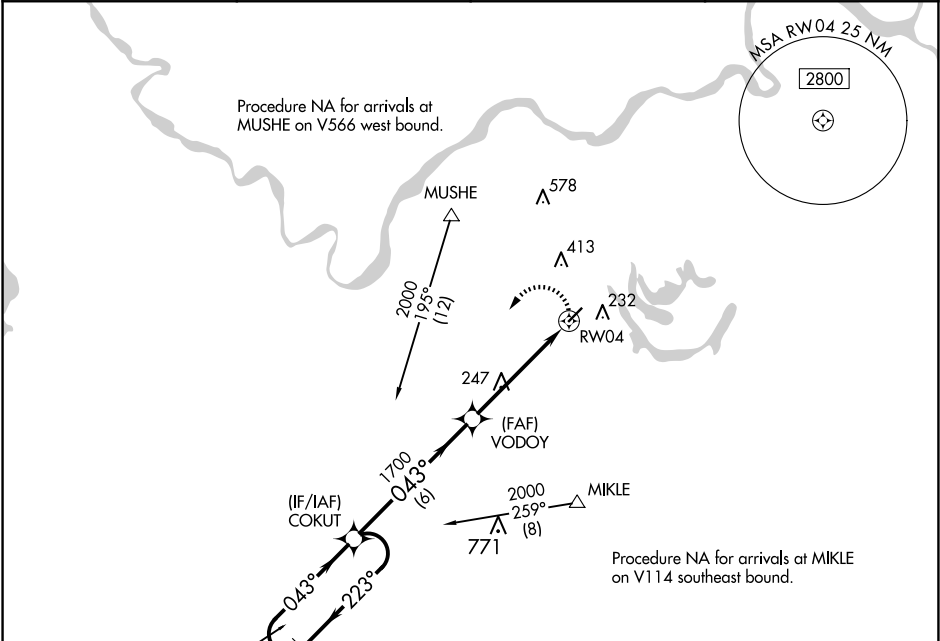 MSA RW04 25 NM
2800
Procedure NA for arrivals at
MUSHE on V566 west bound.
MUSHE
578
413
2000
195°
(12)
232
RW04
247
(FAF)
VODOY
1700
043°
(6)
(IF/IAF)
COKUT
2000
259°
(8)
MIKLE
771
Procedure NA for arrivals at MIKLE
on V114 southeast bound.
043°
223°